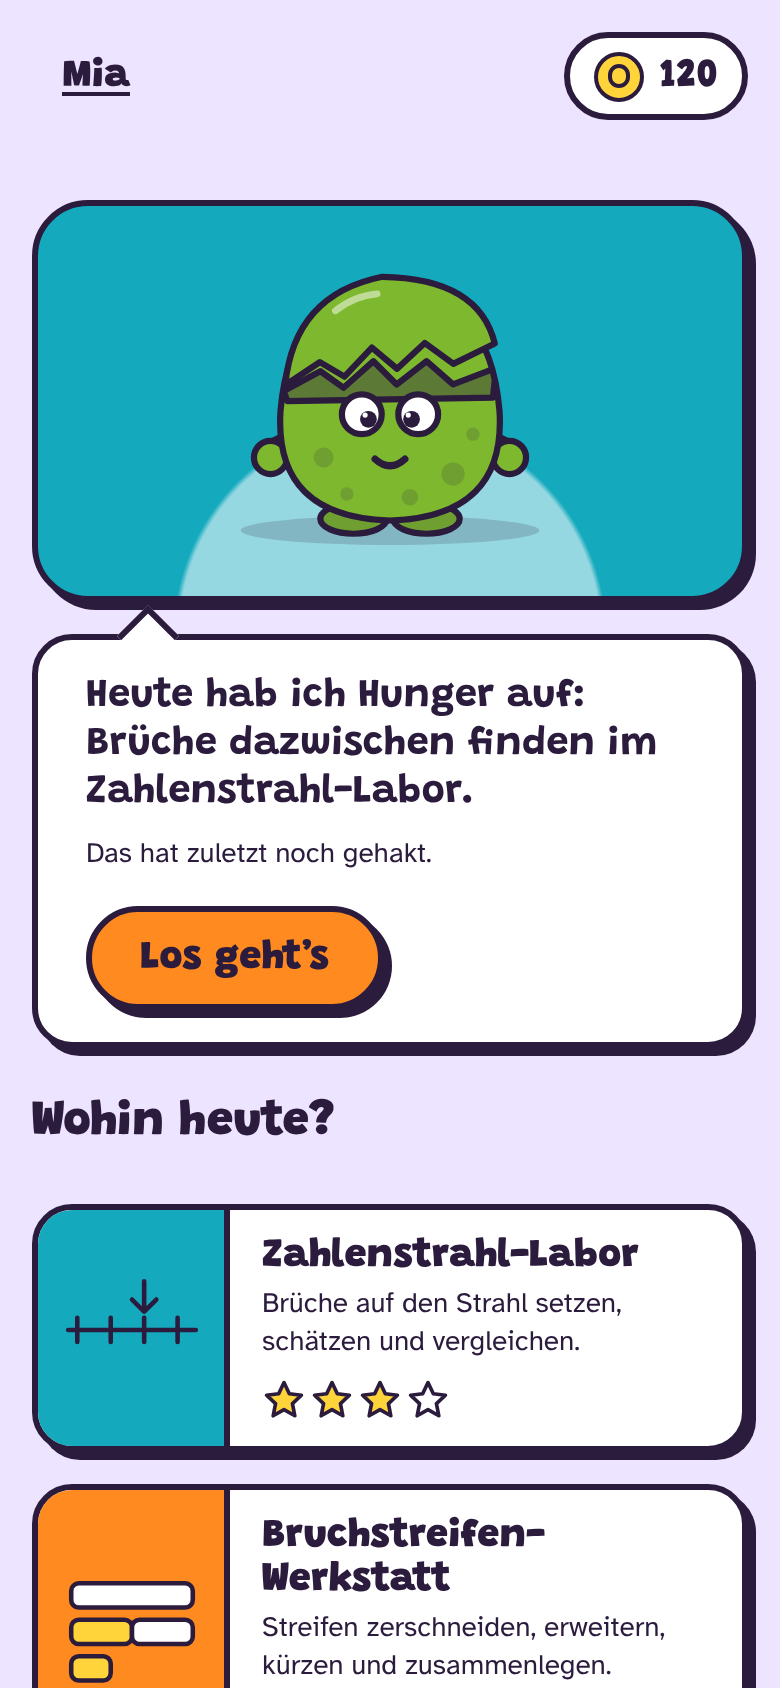 Mia
120
Heute hab ich Hunger auf:
Brüche dazwischen finden im
Zahlenstrahl-Labor.
Das hat zuletzt noch gehakt.
Los geht’s
Wohin heute?
Zahlenstrahl-Labor
Brüche auf den Strahl setzen,
schätzen und vergleichen.
Bruchstreifen-
Werkstatt
Streifen zerschneiden, erweitern,
kürzen und zusammenlegen.